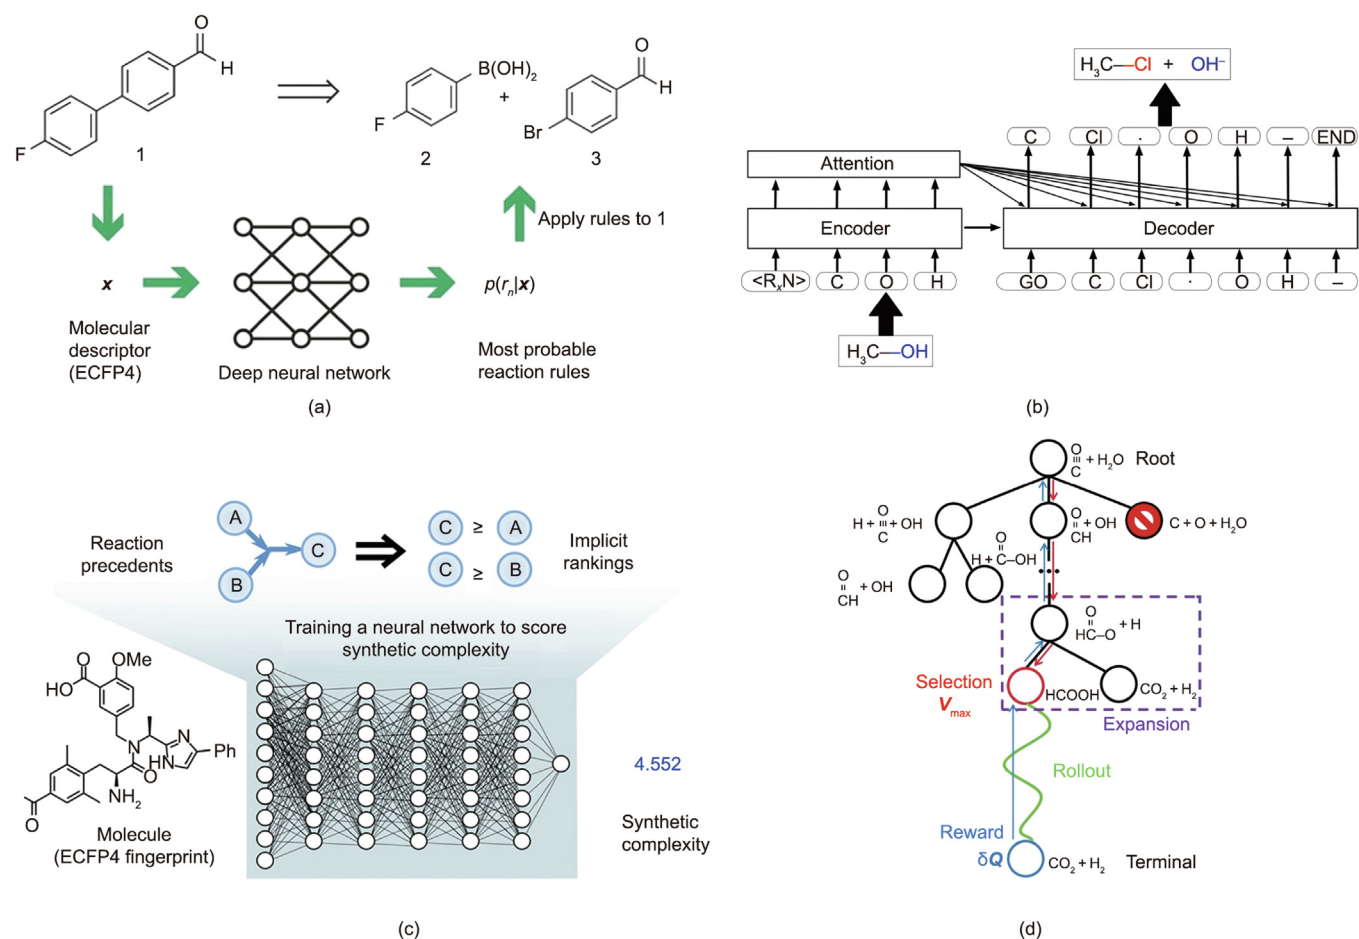 O
H
F
1
B(OH)₂
+
F
2
O
H
Br
3
Apply rules to 1
x
p(rₙ|x)
Molecular
descriptor
(ECFP4)
Deep neural network
Most probable
reaction rules
(a)
H₃C—Cl + OH⁻
C Cl · O H – END
Attention
Encoder
Decoder
<RₓN> C O H
GO C Cl · O H –
H₃C—OH
(b)
Reaction
precedents
A
B
C
C ≥ A
C ≥ B
Implicit
rankings
Training a neural network to score
synthetic complexity
OMe
O
HO
N
N
HN
Ph
O
NH₂
O
Molecule
(ECFP4 fingerprint)
4.552
Synthetic
complexity
(c)
O
C
+ H₂O
Root
H + O
C
+ OH
O
CH
+ OH
C + O + H₂O
H + O
C–OH
O
CH
+ OH
O
HC–O
+ H
Selection
Vmax
HCOOH
CO₂ + H₂
Expansion
Rollout
Reward
δQ
CO₂ + H₂
Terminal
(d)